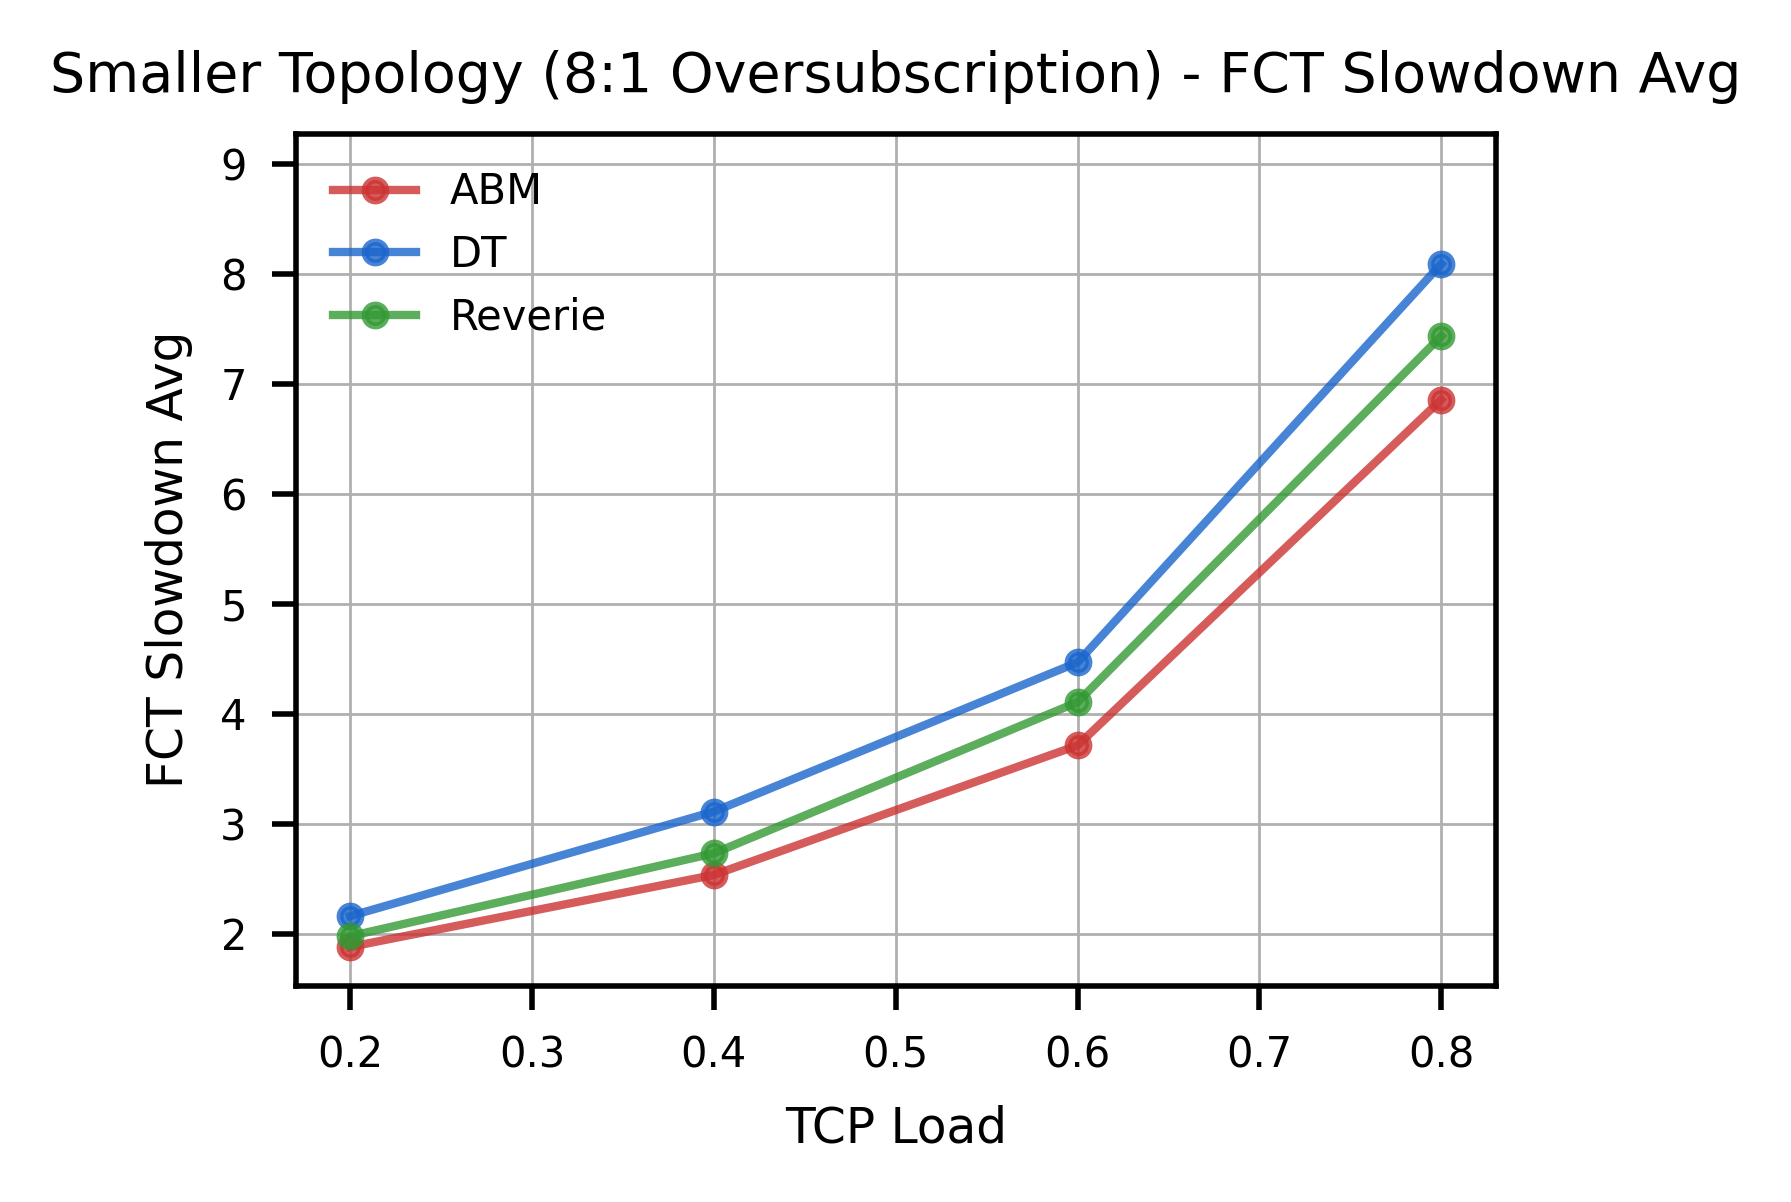 Smaller Topology (8:1 Oversubscription) - FCT Slowdown Avg
ABM
DT
Reverie
FCT Slowdown Avg
9
8
7
6
5
4
3
2
0.2 0.3 0.4 0.5 0.6 0.7 0.8
TCP Load